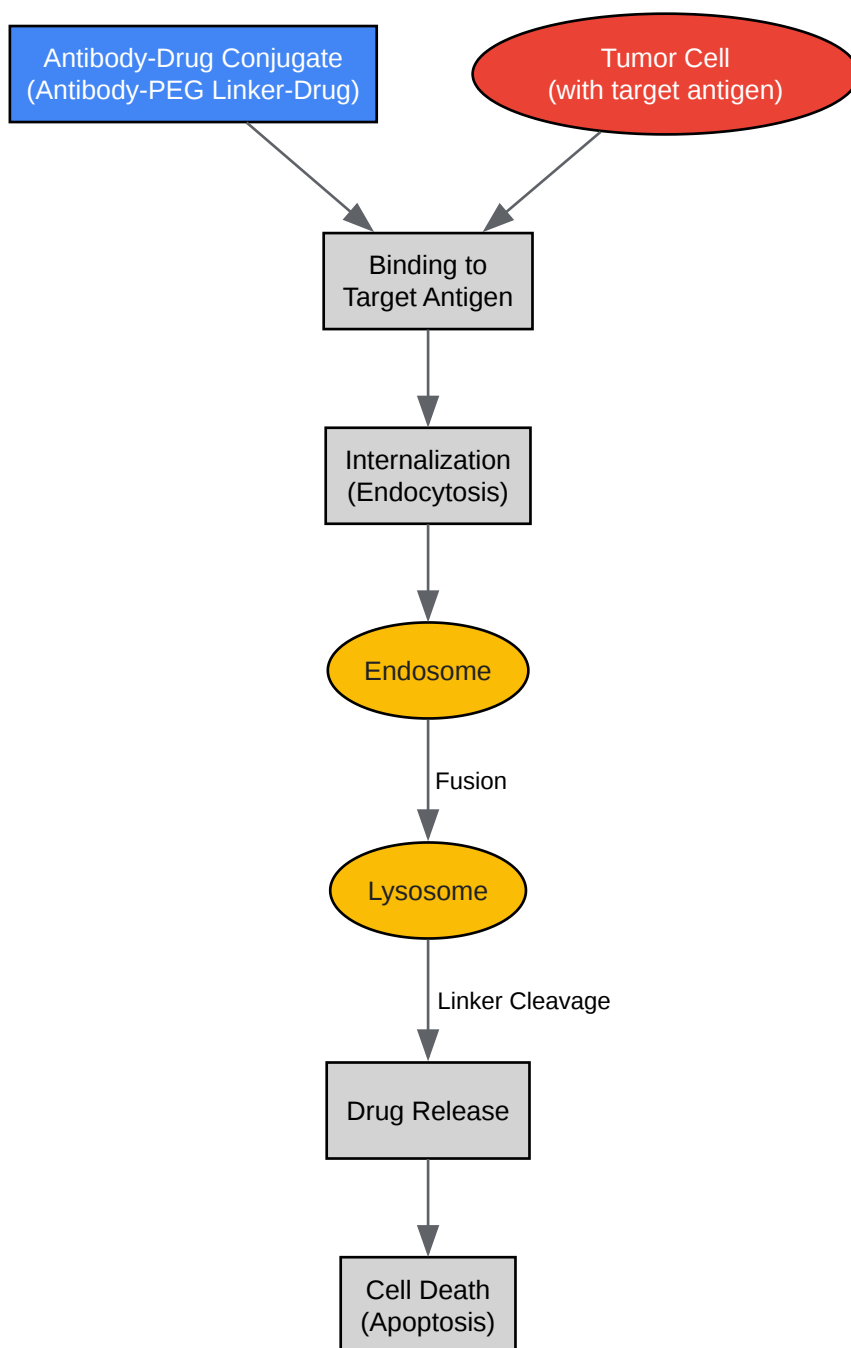 Antibody-Drug Conjugate
(Antibody-PEG Linker-Drug)
Tumor Cell
(with target antigen)
Binding to
Target Antigen
Internalization
(Endocytosis)
Endosome
Fusion
Lysosome
Linker Cleavage
Drug Release
Cell Death
(Apoptosis)